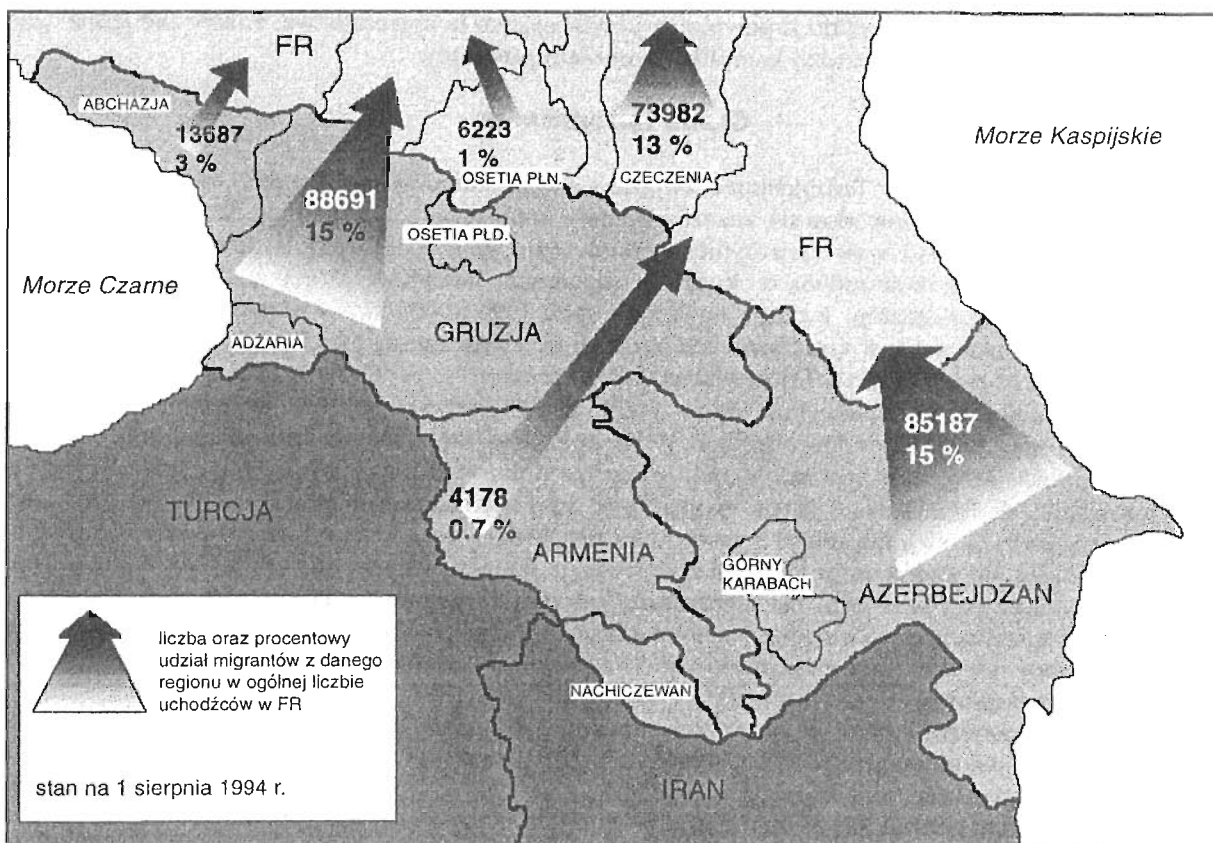 FR
ABCHAZJA
13687
3 %
6223
1 %
OSETIA PŁN.
73982
13 %
CZECZENIA
Morze Kaspijskie
88691
15 %
OSETIA PŁD.
FR
Morze Czarne
GRUZJA
ADŻARIA
85187
15 %
TURCJA
4178
0.7 %
ARMENIA
GÓRNY
KARABACH
AZERBEJDŻAN
NACHICZEWAN
IRAN
liczba oraz procentowy
udział migrantów z danego
regionu w ogólnej liczbie
uchodźców w FR
stan na 1 sierpnia 1994 r.